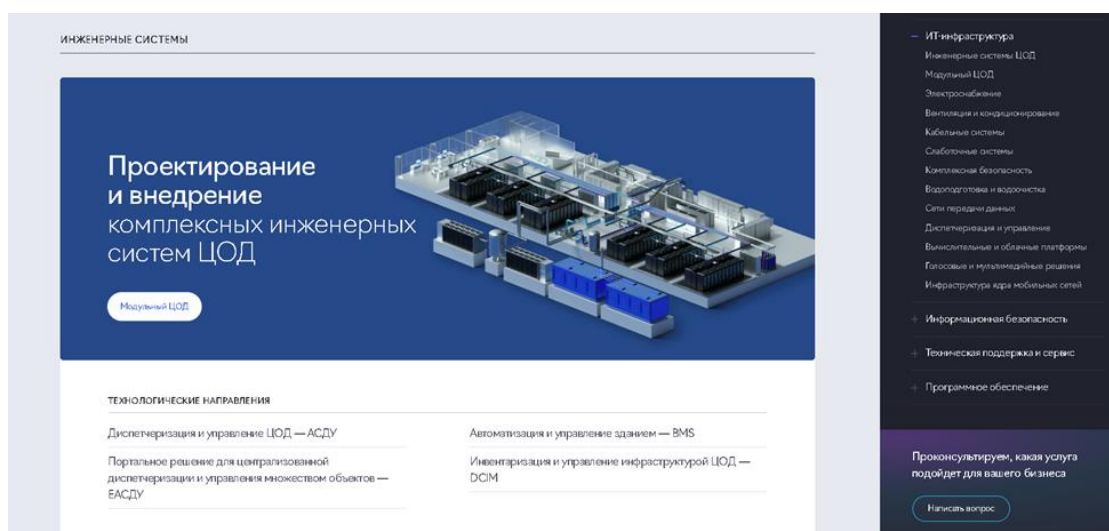 ИНЖЕНЕРНЫЕ СИСТЕМЫ
Проектирование
и внедрение
комплексных инженерных
систем ЦОД
Модульный ЦОД
ТЕХНОЛОГИЧЕСКИЕ НАПРАВЛЕНИЯ
Диспетчеризация и управление ЦОД — АСДУ
Портальное решение для централизованной
диспетчеризации и управления множеством объектов —
ЕАСДУ
Автоматизация и управление зданием — BMS
Инвентаризация и управление инфраструктурой ЦОД —
DCIM
— ИТ-инфраструктура
Инженерные системы ЦОД
Модульный ЦОД
Электроснабжение
Вентиляция и кондиционирование
Кабельные системы
Слаботочные системы
Комплексная безопасность
Водоподготовка и водоочистка
Сети передачи данных
Диспетчеризация и управление
Вычислительные и облачные платформы
Голосовые и мультимедийные решения
Инфраструктура ядра мобильных сетей
+ Информационная безопасность
+ Техническая поддержка и сервис
+ Программное обеспечение
Проконсультируем, какая услуга
подойдет для вашего бизнеса
Написать вопрос